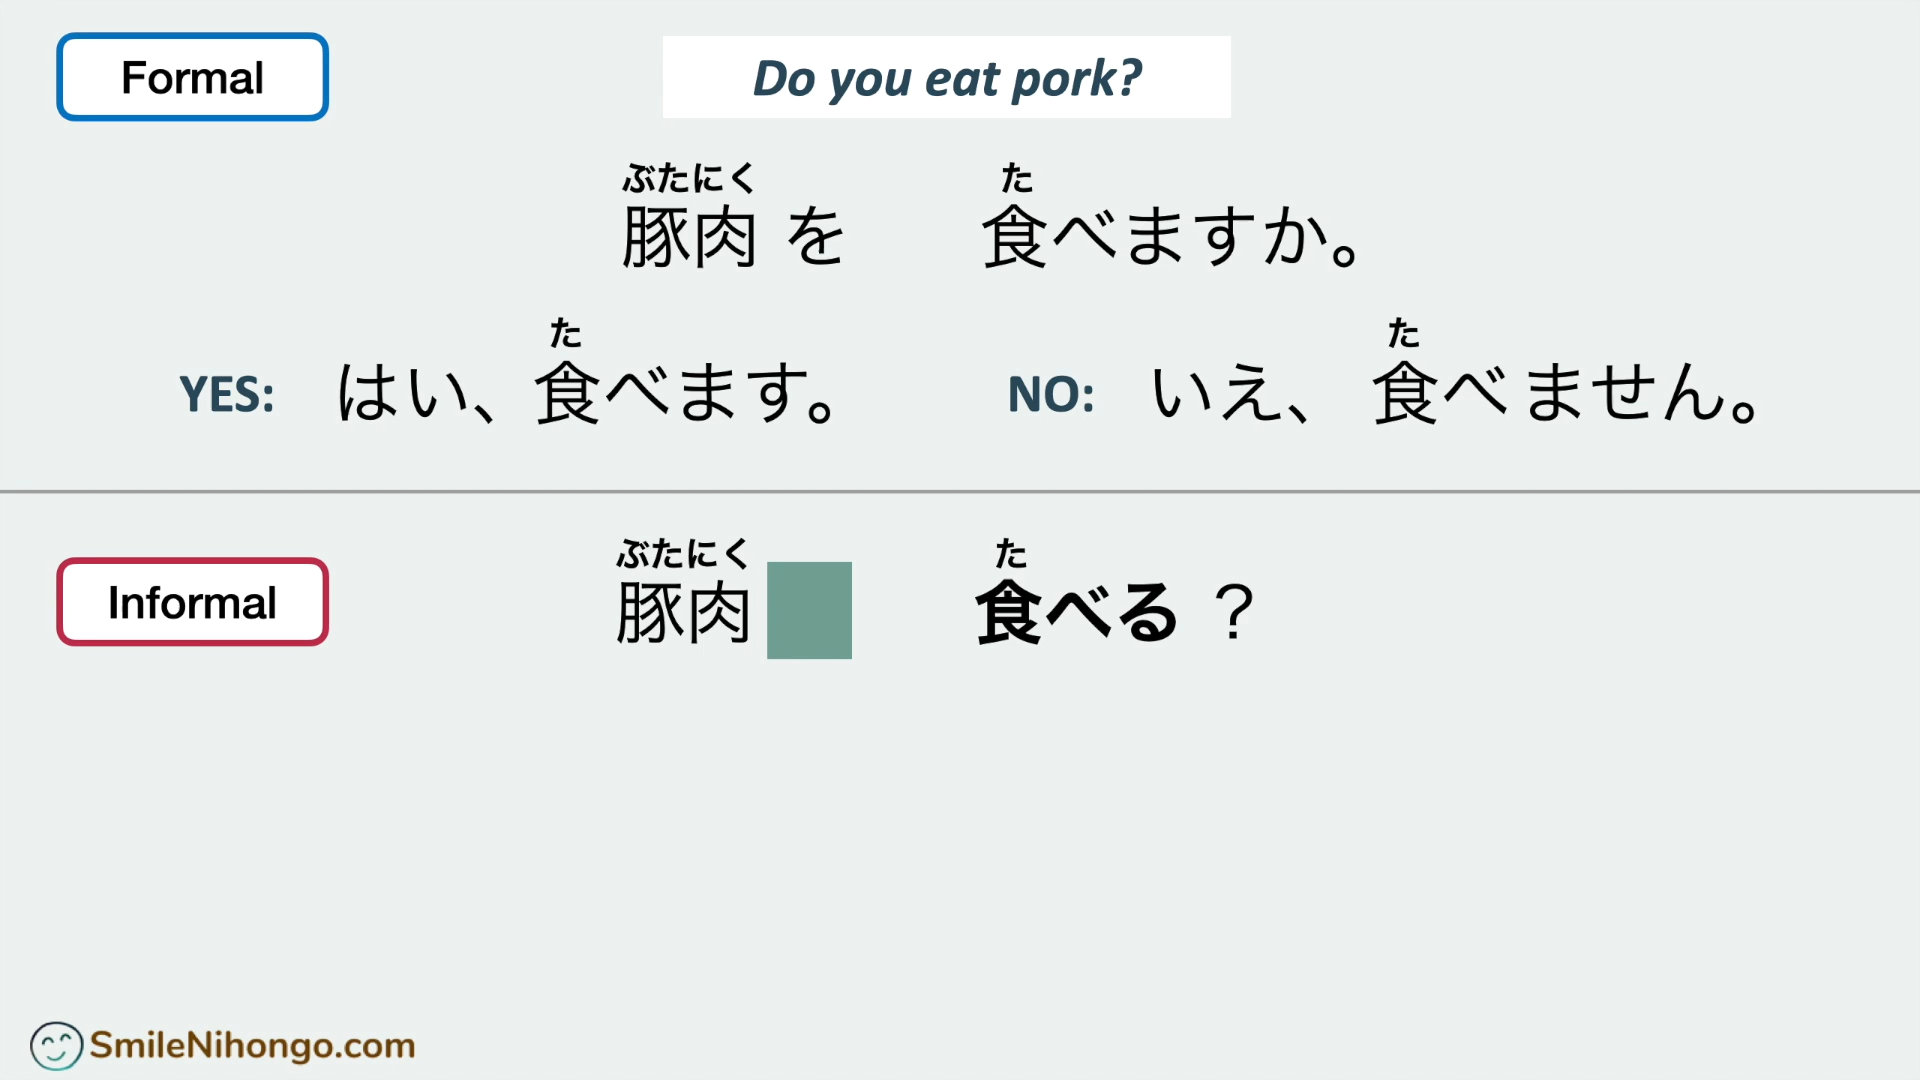 Formal
Do you eat pork?
ぶたにく た
豚肉 を 食べますか。
た た
YES: はい、食べます。 NO: いえ、 食べません。
ぶたにく た
Informal 豚肉 食べる ?
SmileNihongo.com